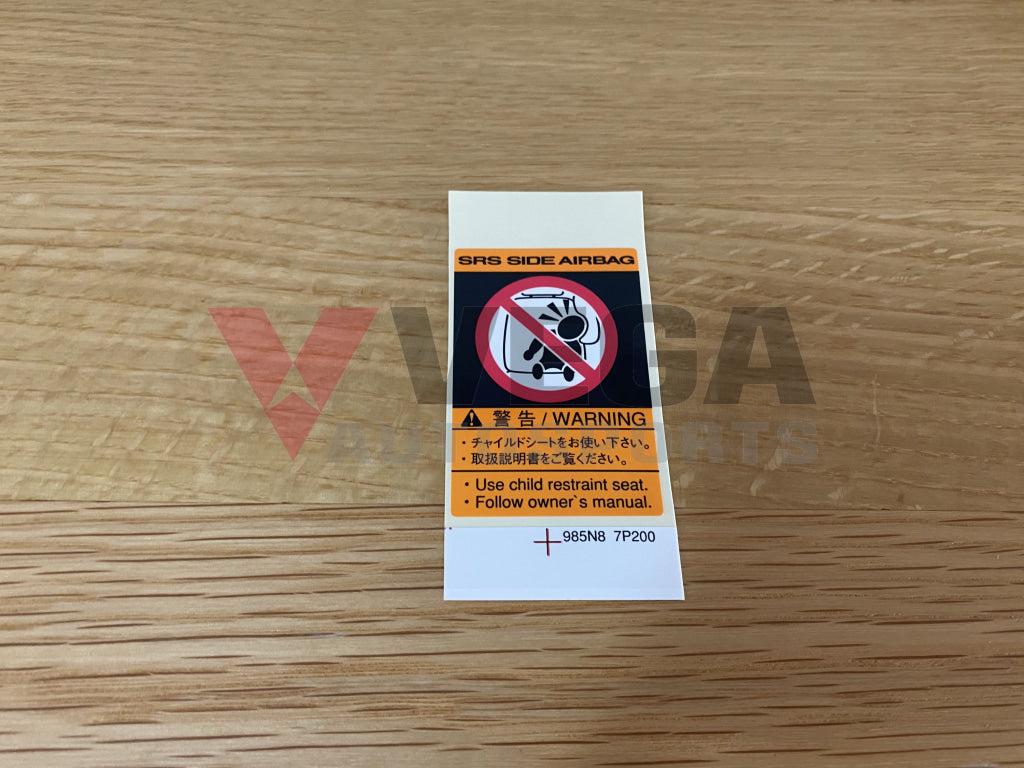 SRS SIDE AIRBAG
警告 / WARNING
・チャイルドシートをお使い下さい。
・取扱説明書をご覧ください。
・Use child restraint seat.
・Follow owner`s manual.
985N8 7P200
VEGA
AUTOSPORTS